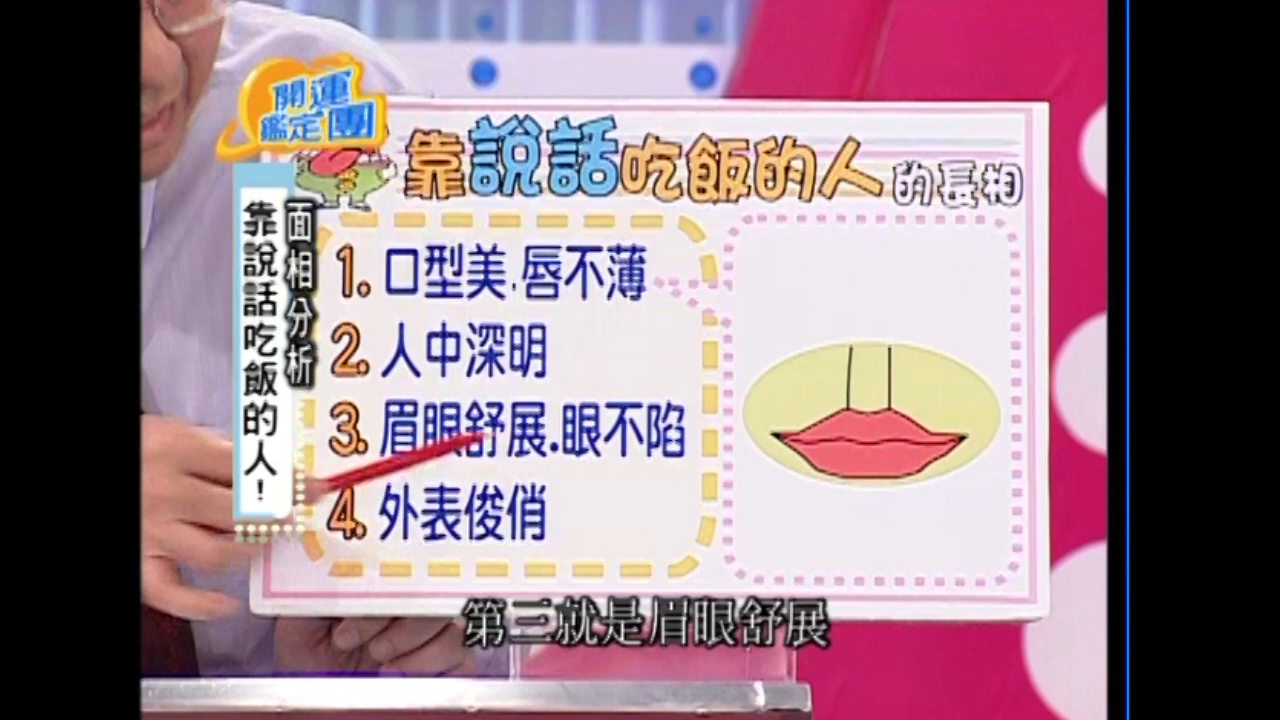 開運
鑑定團
靠說話吃飯的人的長相
面相分析
靠說話吃飯的人!
1.口型美.唇不薄
2.人中深明
3.眉眼舒展.眼不陷
4.外表俊俏
第三就是眉眼舒展